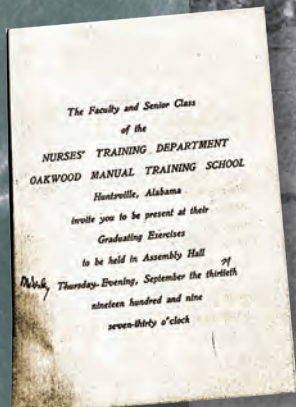 The Faculty and Senior Class
of the
NURSES' TRAINING DEPARTMENT
OAKWOOD MANUAL TRAINING SCHOOL
Huntsville, Alabama
invite you to be present at their
Graduating Exercises
to be held in Assembly Hall
Thursday Evening, September the thirtieth
nineteen hundred and nine
seven-thirty o'clock